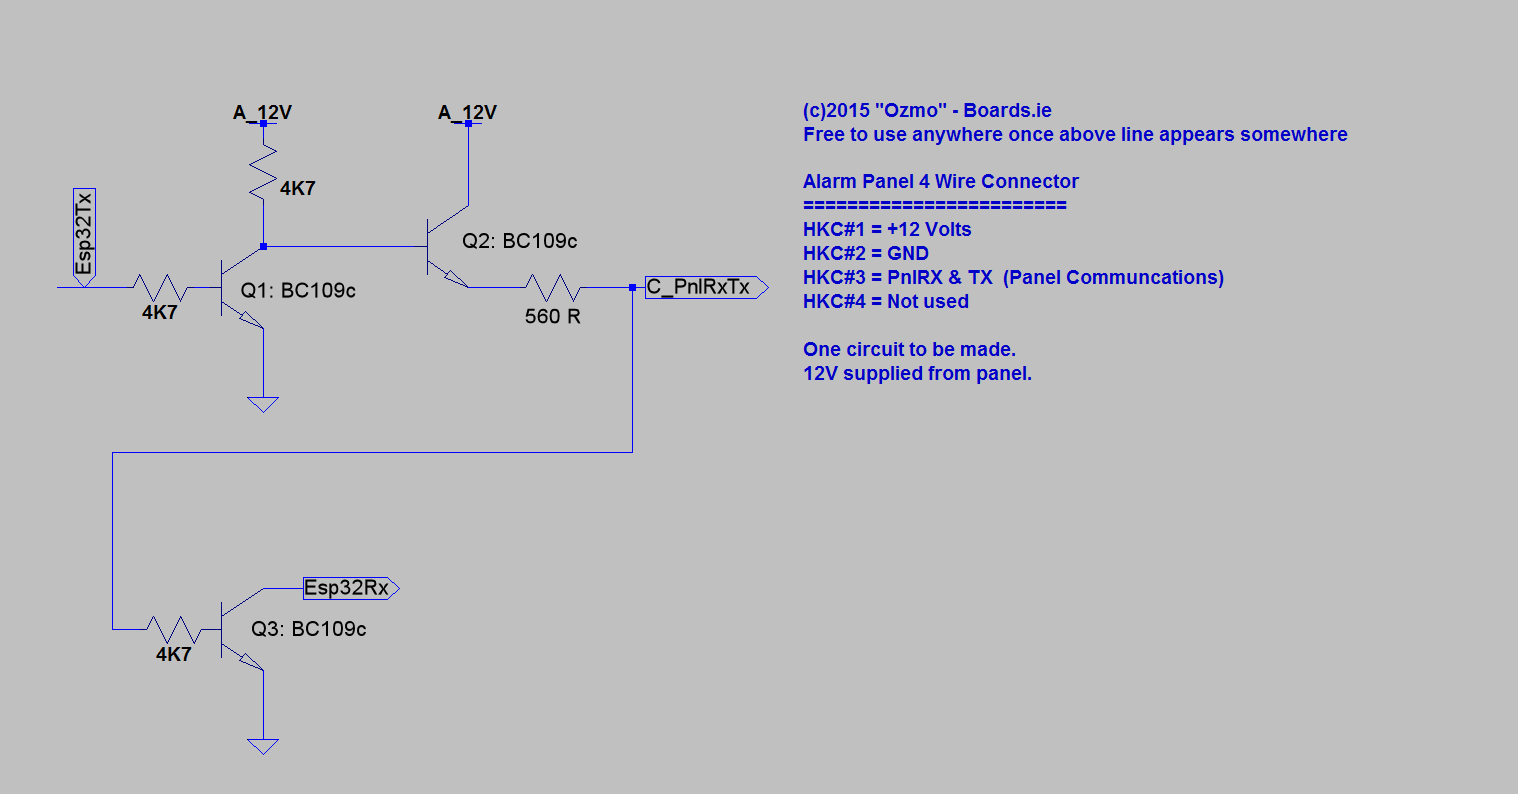 A_12V
A_12V
(c)2015 "Ozmo" - Boards.ie
Free to use anywhere once above line appears somewhere
4K7
Alarm Panel 4 Wire Connector
========================
Esp32Tx
HKC#1 = +12 Volts
Q2: BC109c
HKC#2 = GND
HKC#3 = PnlRX & TX  (Panel Communcations)
Q1: BC109c
C_PnlRxTx
HKC#4 = Not used
4K7
560 R
One circuit to be made.
12V supplied from panel.
Esp32Rx
Q3: BC109c
4K7